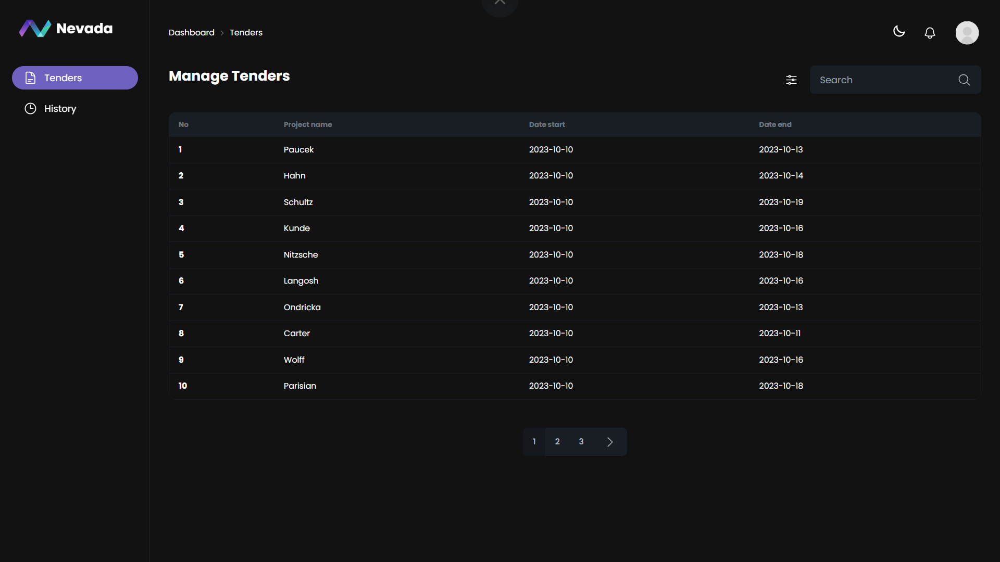 Nevada
Dashboard > Tenders
Tenders
History
Manage Tenders
Search
No Project name Date start Date end
1 Paucek 2023-10-10 2023-10-13
2 Hahn 2023-10-10 2023-10-14
3 Schultz 2023-10-10 2023-10-19
4 Kunde 2023-10-10 2023-10-16
5 Nitzsche 2023-10-10 2023-10-18
6 Langosh 2023-10-10 2023-10-16
7 Ondricka 2023-10-10 2023-10-13
8 Carter 2023-10-10 2023-10-11
9 Wolff 2023-10-10 2023-10-16
10 Parisian 2023-10-10 2023-10-18
1 2 3